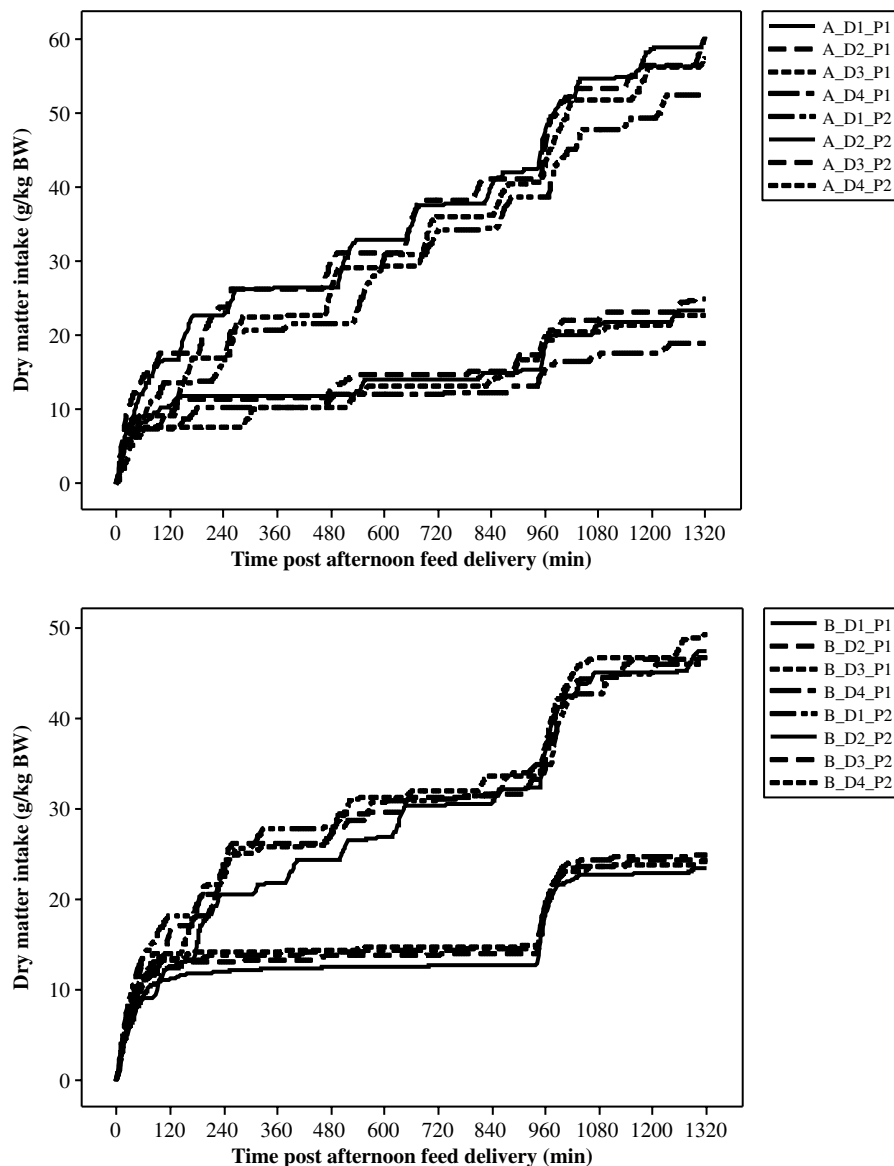 Dry matter intake (g/kg BW)
60
50
40
30
20
10
0
0 120 240 360 480 600 720 840 960 1080 1200 1320
Time post afternoon feed delivery (min)
A_D1_P1
A_D2_P1
A_D3_P1
A_D4_P1
A_D1_P2
A_D2_P2
A_D3_P2
A_D4_P2
Dry matter intake (g/kg BW)
50
40
30
20
10
0
0 120 240 360 480 600 720 840 960 1080 1200 1320
Time post afternoon feed delivery (min)
B_D1_P1
B_D2_P1
B_D3_P1
B_D4_P1
B_D1_P2
B_D2_P2
B_D3_P2
B_D4_P2